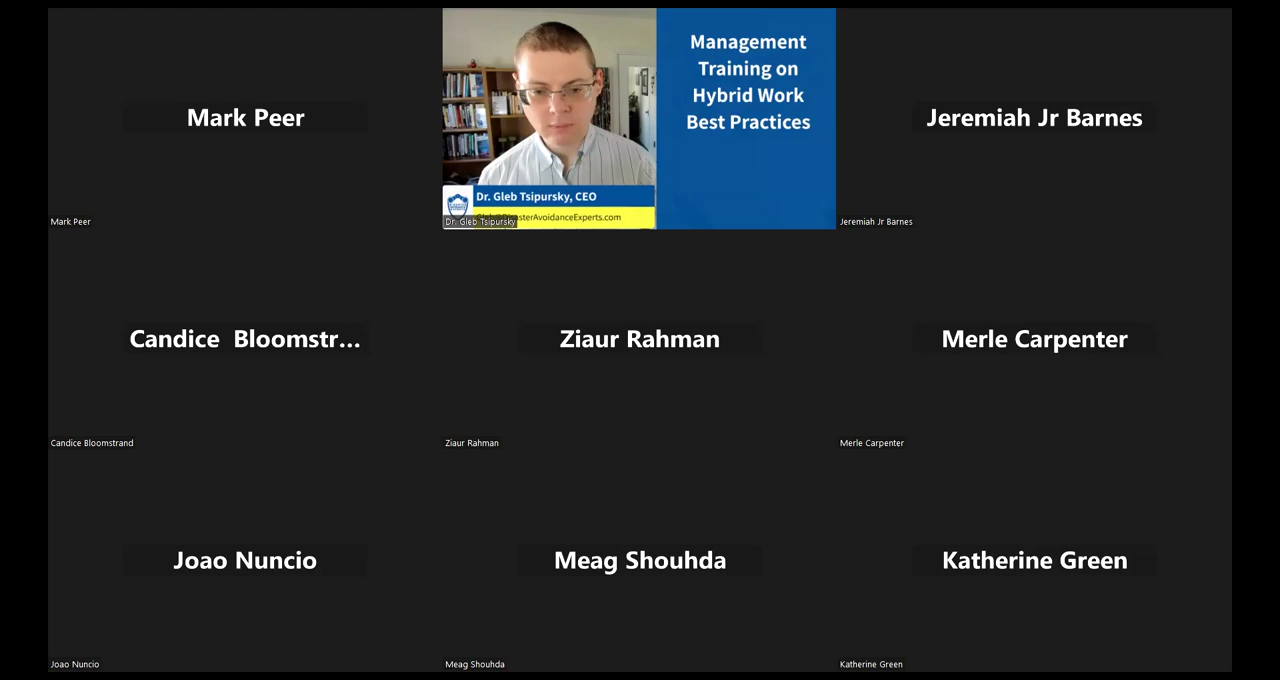 Mark Peer
Mark Peer
Management
Training on
Hybrid Work
Best Practices
Dr. Gleb Tsipursky, CEO
DisasterAvoidanceExperts.com
Dr. Gleb Tsipursky
Jeremiah Jr Barnes
Jeremiah Jr Barnes
Candice Bloomstr...
Candice Bloomstrand
Ziaur Rahman
Ziaur Rahman
Merle Carpenter
Merle Carpenter
Joao Nuncio
Joao Nuncio
Meag Shouhda
Meag Shouhda
Katherine Green
Katherine Green